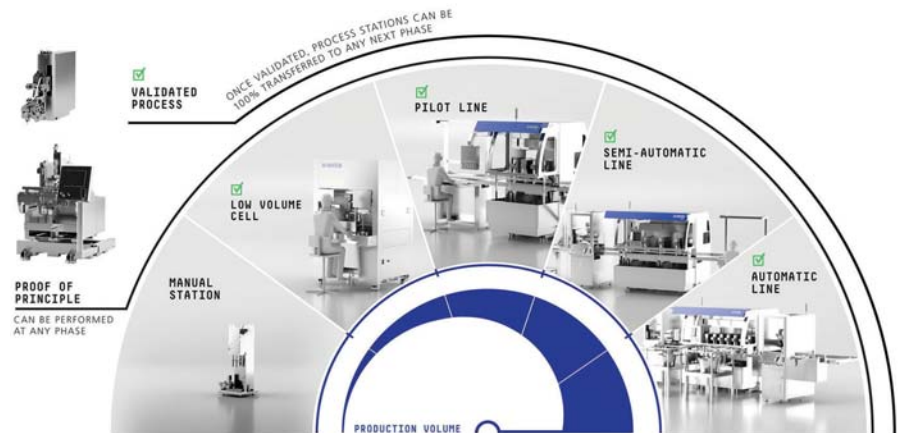 ONCE VALIDATED, PROCESS STATIONS CAN BE
100% TRANSFERRED TO ANY NEXT PHASE
VALIDATED
PROCESS
PILOT LINE
SEMI-AUTOMATIC
LINE
LOW VOLUME
CELL
AUTOMATIC
LINE
MANUAL
STATION
PROOF OF
PRINCIPLE
CAN BE PERFORMED
AT ANY PHASE
PRODUCTION VOLUME